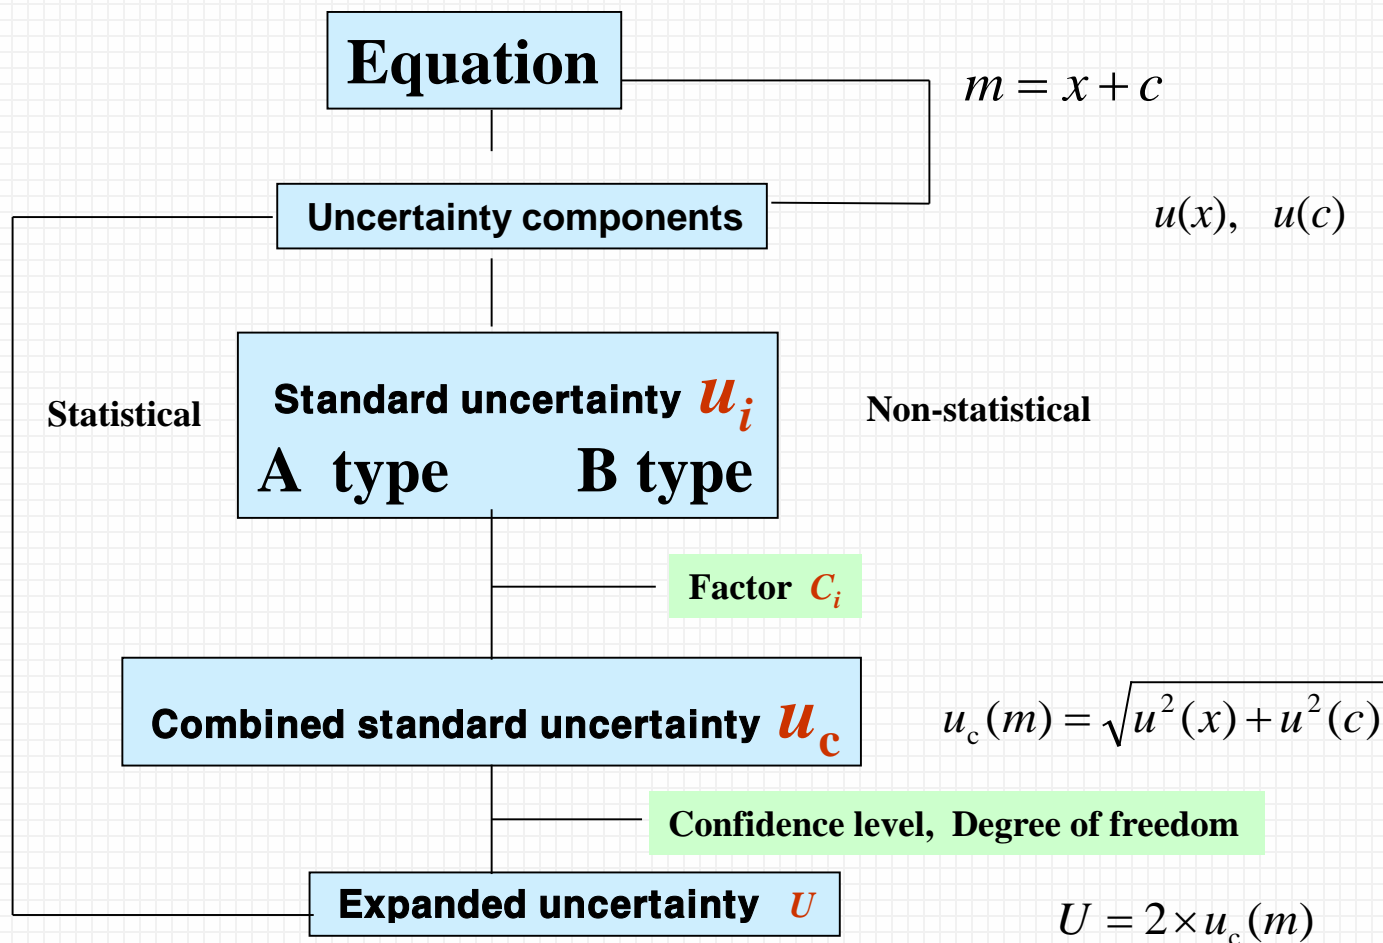 Equation
m = x + c
Uncertainty components
u(x), u(c)
Statistical
Standard uncertainty u_i
Non-statistical
A type B type
Factor C_i
Combined standard uncertainty u_c
u_c(m) = √(u²(x) + u²(c))
Confidence level, Degree of freedom
Expanded uncertainty U
U = 2 × u_c(m)